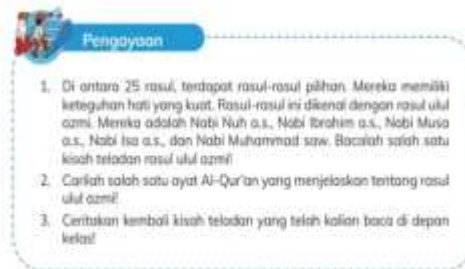 Pengayaan
1. Di antara 25 rasul, terdapat rasul-rasul pilihan. Mereka memiliki
keteguhan hati yang kuat. Rasul-rasul ini dikenal dengan rasul ulul
azmi. Mereka adalah Nabi Nuh a.s., Nabi Ibrahim a.s., Nabi Musa
a.s., Nabi Isa a.s., dan Nabi Muhammad saw. Bacalah salah satu
kisah teladan rasul ulul azmi!
2. Carilah salah satu ayat Al-Qur'an yang menjelaskan tentang rasul
ulul azmi!
3. Ceritakan kembali kisah teladan yang telah kalian baca di depan
kelas!